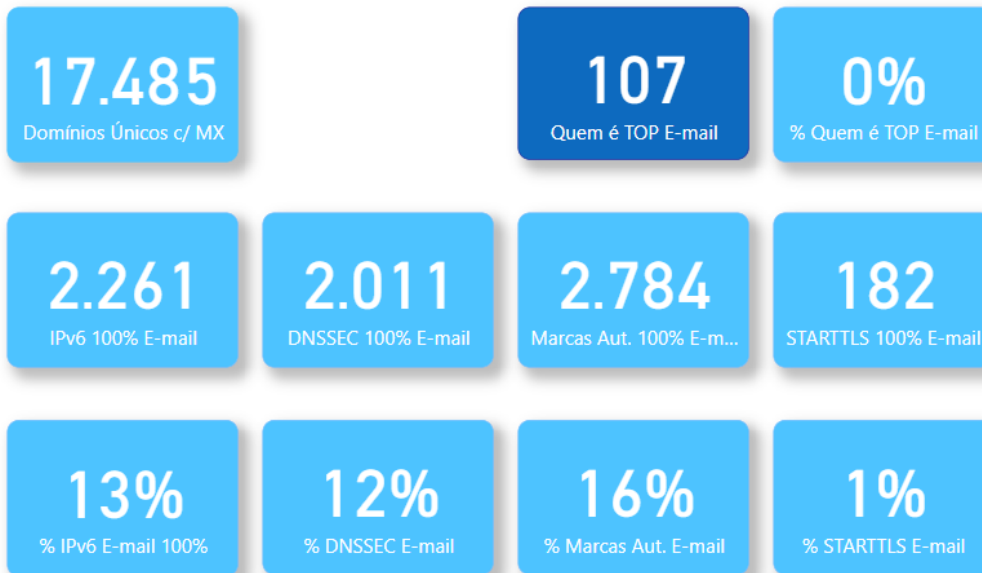 17.485
Domínios Únicos c/ MX
107
Quem é TOP E-mail
0%
% Quem é TOP E-mail
2.261
IPv6 100% E-mail
2.011
DNSSEC 100% E-mail
2.784
Marcas Aut. 100% E-m...
182
STARTTLS 100% E-mail
13%
% IPv6 E-mail 100%
12%
% DNSSEC E-mail
16%
% Marcas Aut. E-mail
1%
% STARTTLS E-mail